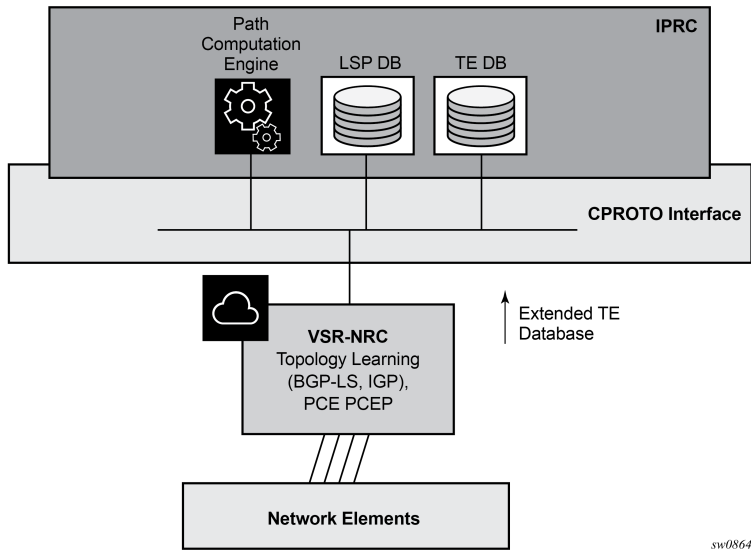 IPRC
Path
Computation
Engine
LSP DB
TE DB
CPROTO Interface
VSR-NRC
Topology Learning
(BGP-LS, IGP),
PCE PCEP
Extended TE
Database
Network Elements
sw0864